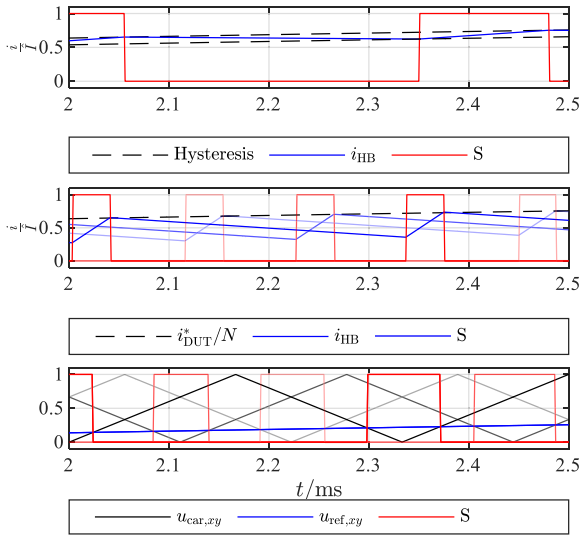 1
0.5
0
i/Î
2 2.1 2.2 2.3 2.4 2.5
Hysteresis i_HB S
1
0.5
0
i/Î
2 2.1 2.2 2.3 2.4 2.5
i*_DUT/N i_HB S
1
0.5
0
2 2.1 2.2 2.3 2.4 2.5
t/ms
u_car,xy u_ref,xy S